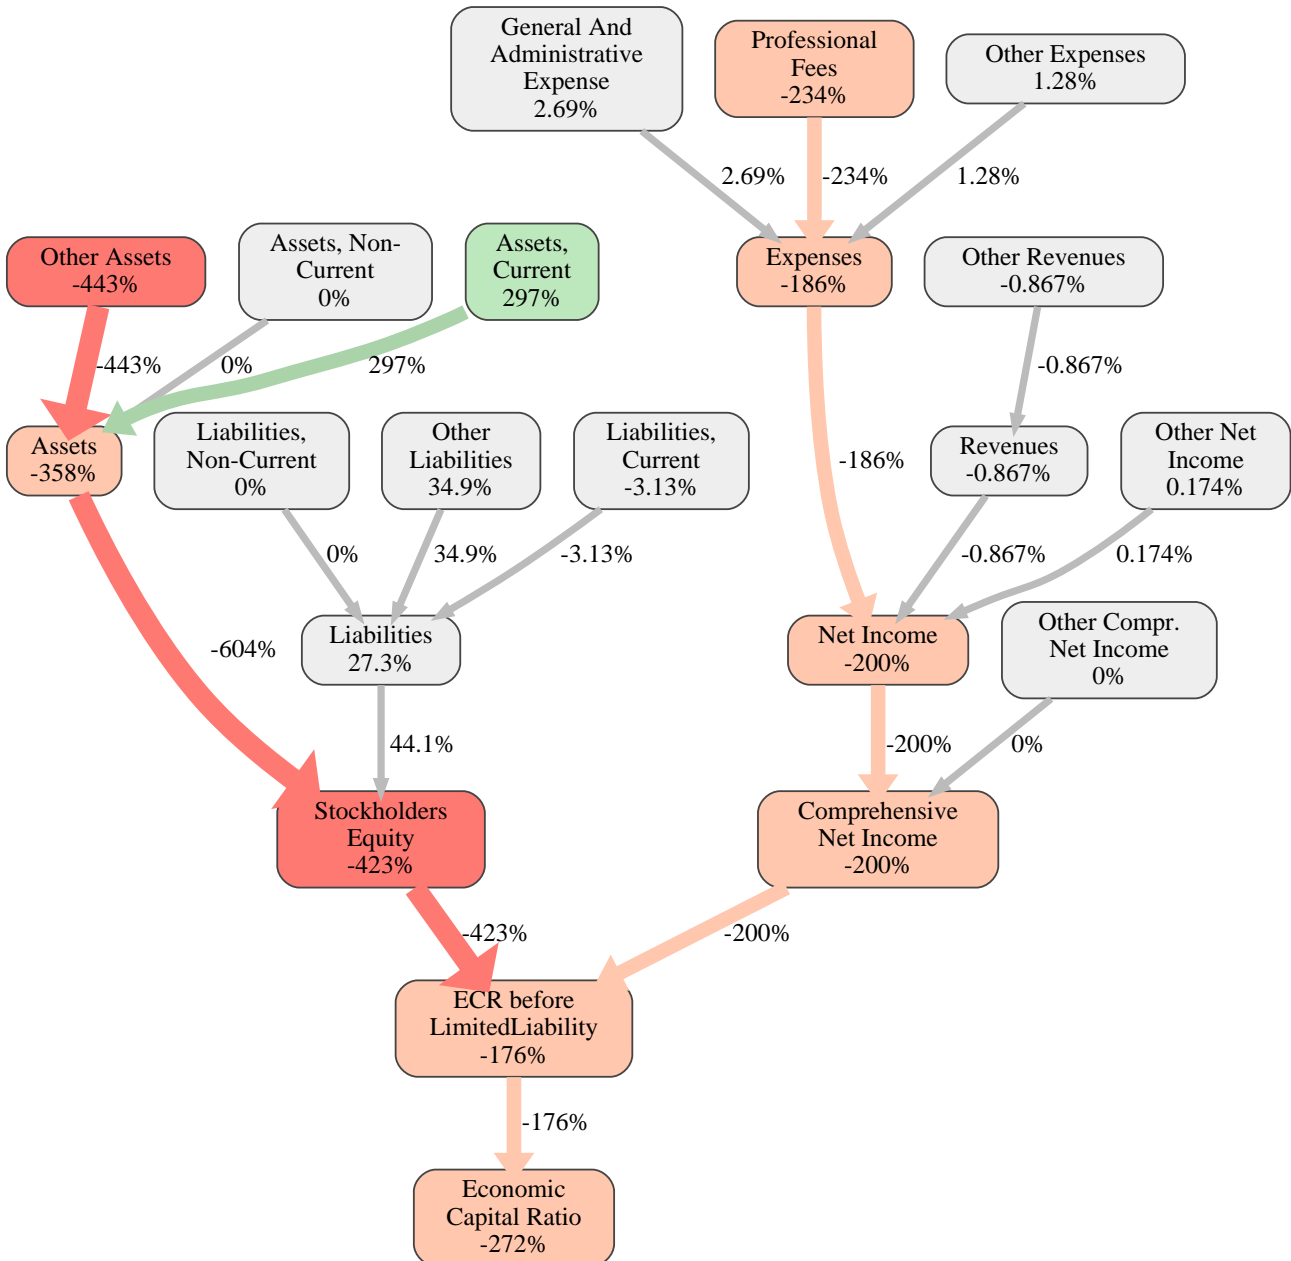 General And
Administrative
Expense
2.69%
Professional
Fees
-234%
Other Expenses
1.28%
2.69%
-234%
1.28%
Other Assets
-443%
Assets, Non-
Current
0%
Assets,
Current
297%
Expenses
-186%
Other Revenues
-0.867%
-443%
0%
297%
-0.867%
Assets
-358%
Liabilities,
Non-Current
0%
Other
Liabilities
34.9%
Liabilities,
Current
-3.13%
-186%
Revenues
-0.867%
Other Net
Income
0.174%
0%
34.9%
-3.13%
-0.867%
0.174%
-604%
Liabilities
27.3%
Net Income
-200%
Other Compr.
Net Income
0%
44.1%
-200%
0%
Stockholders
Equity
-423%
Comprehensive
Net Income
-200%
-423%
-200%
ECR before
LimitedLiability
-176%
-176%
Economic
Capital Ratio
-272%